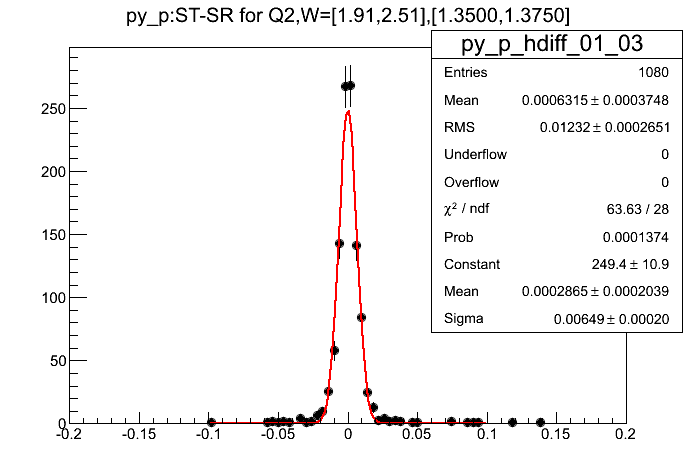 py_p:ST-SR for Q2,W=[1.91,2.51],[1.3500,1.3750]
py_p_hdiff_01_03
Entries 1080
Mean 0.0006315 ± 0.0003748
RMS 0.01232 ± 0.0002651
Underflow 0
Overflow 0
χ² / ndf 63.63 / 28
Prob 0.0001374
Constant 249.4 ± 10.9
Mean 0.0002865 ± 0.0002039
Sigma 0.00649 ± 0.00020
250
200
150
100
50
0
-0.2 -0.15 -0.1 -0.05 0 0.05 0.1 0.15 0.2